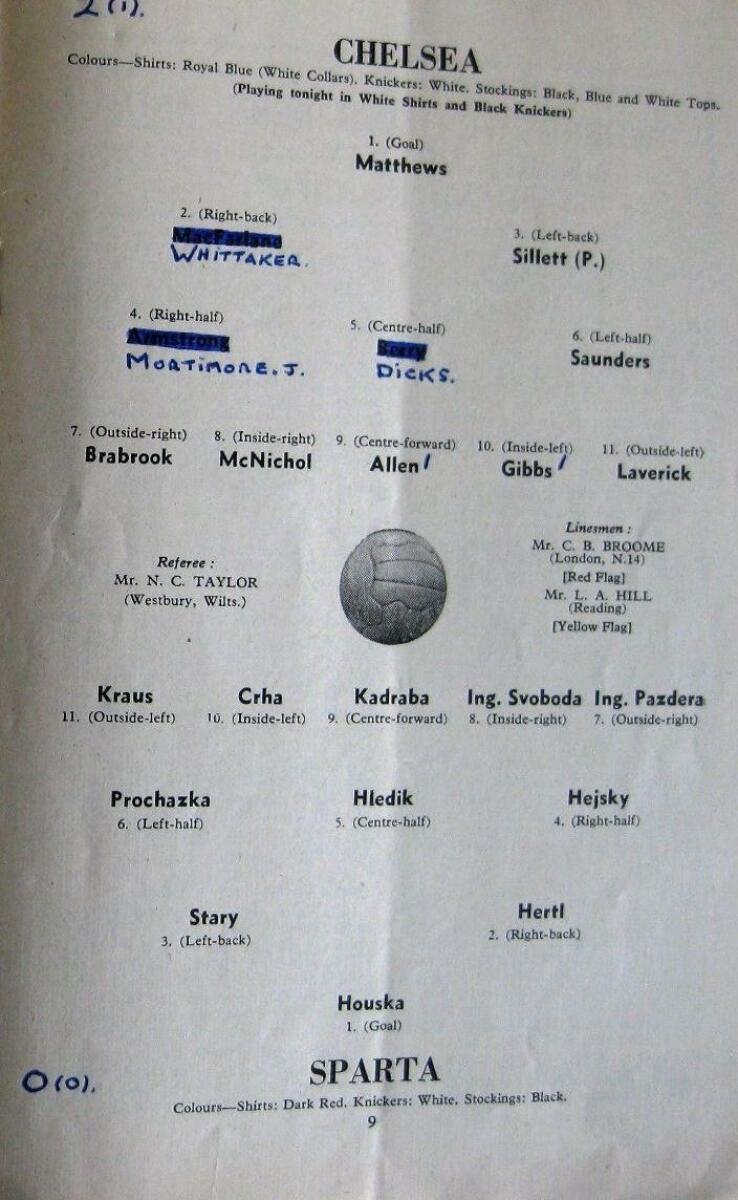 2 (1).
CHELSEA
Colours—Shirts: Royal Blue (White Collars). Knickers: White. Stockings: Black, Blue and White Tops.
(Playing tonight in White Shirts and Black Knickers)
1. (Goal)
Matthews
2. (Right-back)
MacFarland
WHITTAKER.
3. (Left-back)
Sillett (P.)
4. (Right-half)
Armstrong
MORTIMORE. J.
5. (Centre-half)
Berry
DICKS.
6. (Left-half)
Saunders
7. (Outside-right) 8. (Inside-right) 9. (Centre-forward) 10. (Inside-left) 11. (Outside-left)
Brabrook McNichol Allen / Gibbs / Laverick
Referee :
Mr. N. C. TAYLOR
(Westbury, Wilts.)
Linesmen :
Mr. C. B. BROOME
(London, N.14)
[Red Flag]
Mr. L. A. HILL
(Reading)
[Yellow Flag]
Kraus Crha Kadraba Ing. Svoboda Ing. Pazdera
11. (Outside-left) 10. (Inside-left) 9. (Centre-forward) 8. (Inside-right) 7. (Outside-right)
Prochazka Hledik Hejsky
6. (Left-half) 5. (Centre-half) 4. (Right-half)
Stary Hertl
3. (Left-back) 2. (Right-back)
Houska
1. (Goal)
SPARTA
0 (0).
Colours—Shirts: Dark Red. Knickers: White. Stockings: Black.
9